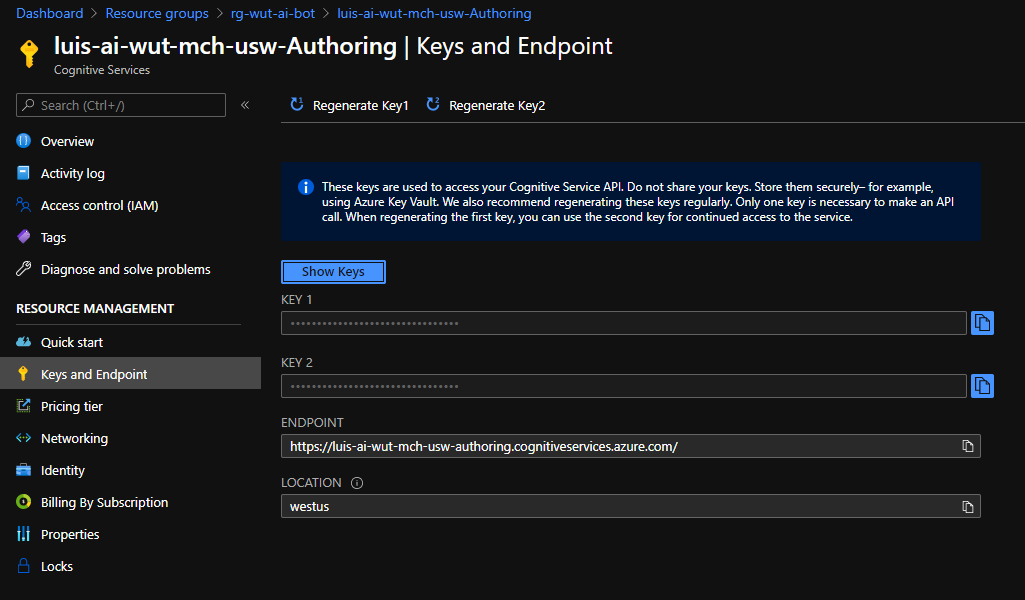 Dashboard > Resource groups > rg-wut-ai-bot > luis-ai-wut-mch-usw-Authoring
luis-ai-wut-mch-usw-Authoring | Keys and Endpoint
Cognitive Services
Search (Ctrl+/)
«
Regenerate Key1
Regenerate Key2
Overview
Activity log
Access control (IAM)
Tags
Diagnose and solve problems
RESOURCE MANAGEMENT
Quick start
Keys and Endpoint
Pricing tier
Networking
Identity
Billing By Subscription
Properties
Locks
These keys are used to access your Cognitive Service API. Do not share your keys. Store them securely– for example,
using Azure Key Vault. We also recommend regenerating these keys regularly. Only one key is necessary to make an API
call. When regenerating the first key, you can use the second key for continued access to the service.
Show Keys
KEY 1
••••••••••••••••••••••••••••••••
KEY 2
••••••••••••••••••••••••••••••••
ENDPOINT
https://luis-ai-wut-mch-usw-authoring.cognitiveservices.azure.com/
LOCATION
westus